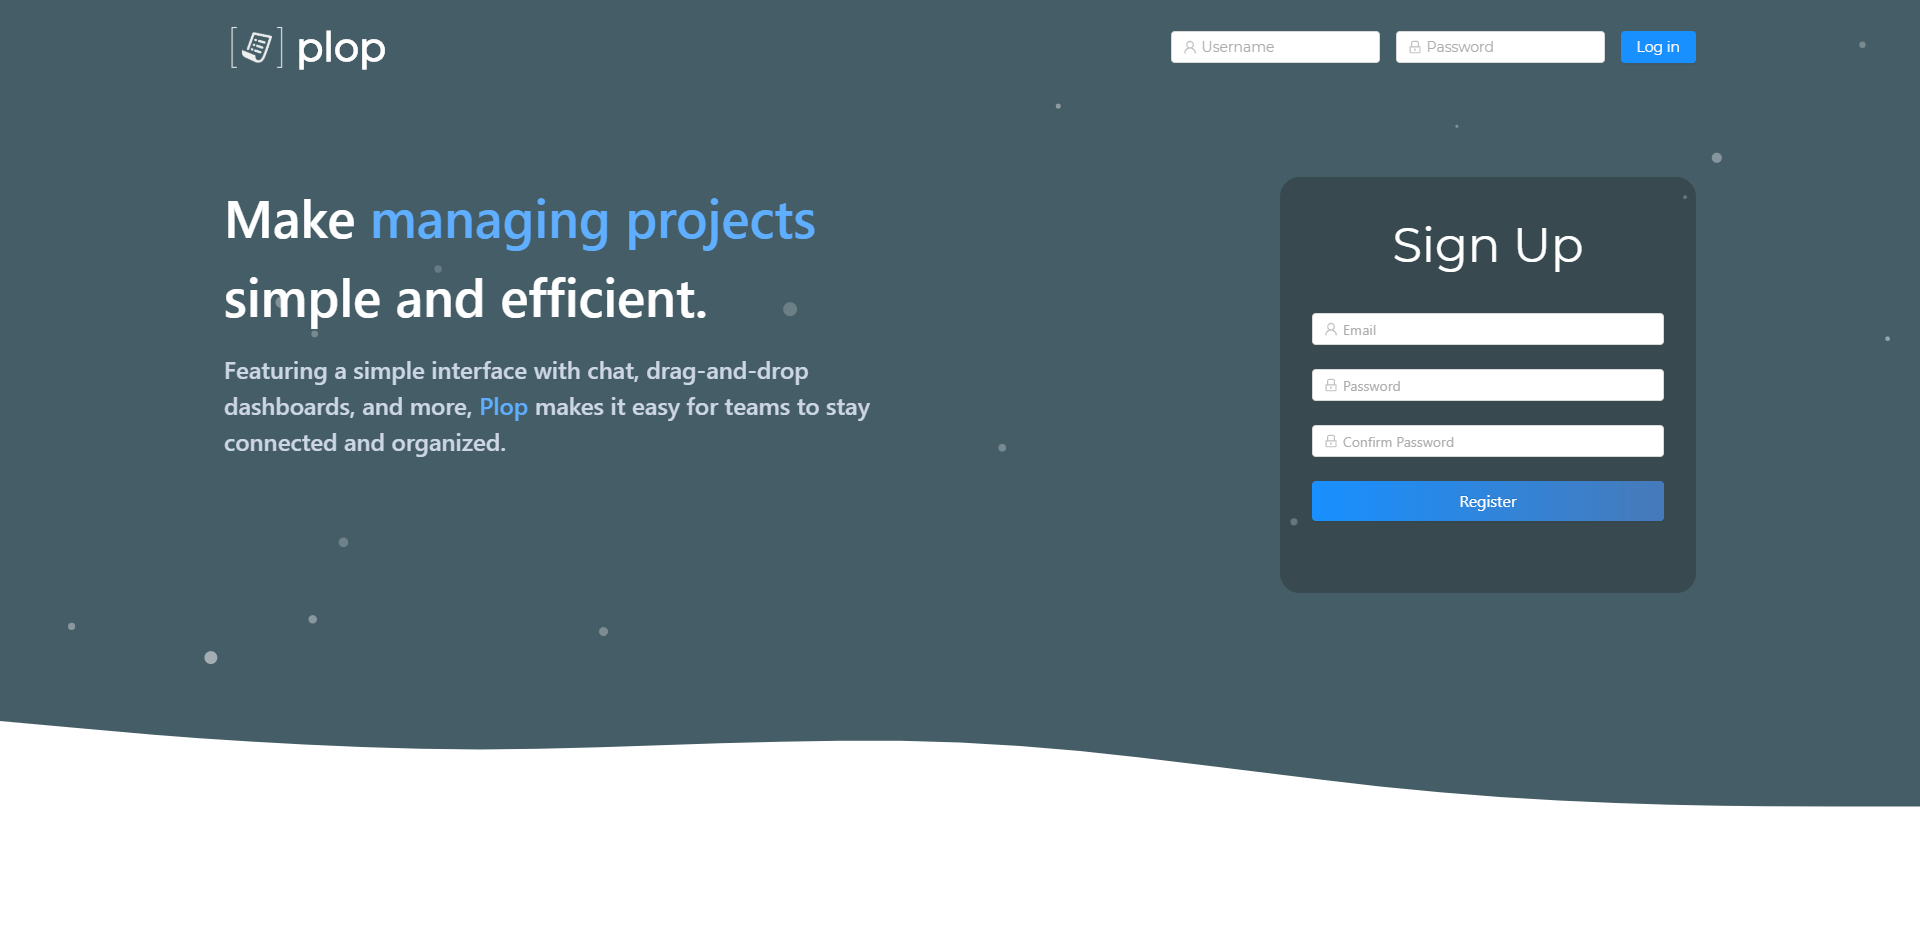 plop
Username
Password
Log in
Make managing projects
simple and efficient.
Featuring a simple interface with chat, drag-and-drop
dashboards, and more, Plop makes it easy for teams to stay
connected and organized.
Sign Up
Email
Password
Confirm Password
Register